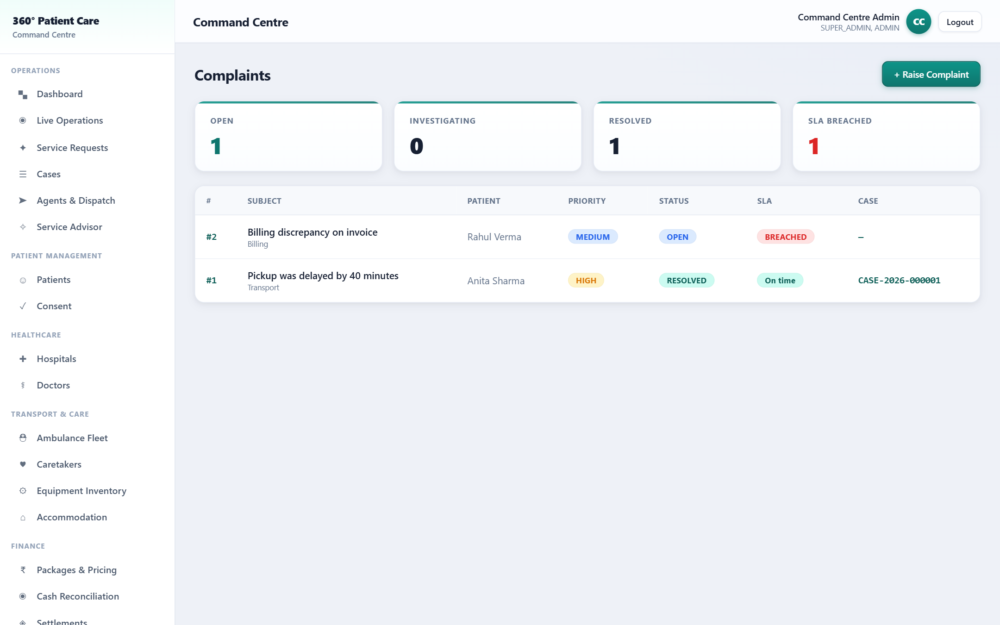 360° Patient Care
Command Centre
OPERATIONS
Dashboard
Live Operations
Service Requests
Cases
Agents & Dispatch
Service Advisor
PATIENT MANAGEMENT
Patients
Consent
HEALTHCARE
Hospitals
Doctors
TRANSPORT & CARE
Ambulance Fleet
Caretakers
Equipment Inventory
Accommodation
FINANCE
₹ Packages & Pricing
Cash Reconciliation
Settlements
Command Centre
Command Centre Admin
SUPER_ADMIN, ADMIN
CC
Logout
Complaints
+ Raise Complaint
OPEN
1
INVESTIGATING
0
RESOLVED
1
SLA BREACHED
1
# SUBJECT PATIENT PRIORITY STATUS SLA CASE
#2 Billing discrepancy on invoice Rahul Verma MEDIUM OPEN BREACHED —
Billing
#1 Pickup was delayed by 40 minutes Anita Sharma HIGH RESOLVED On time CASE-2026-000001
Transport